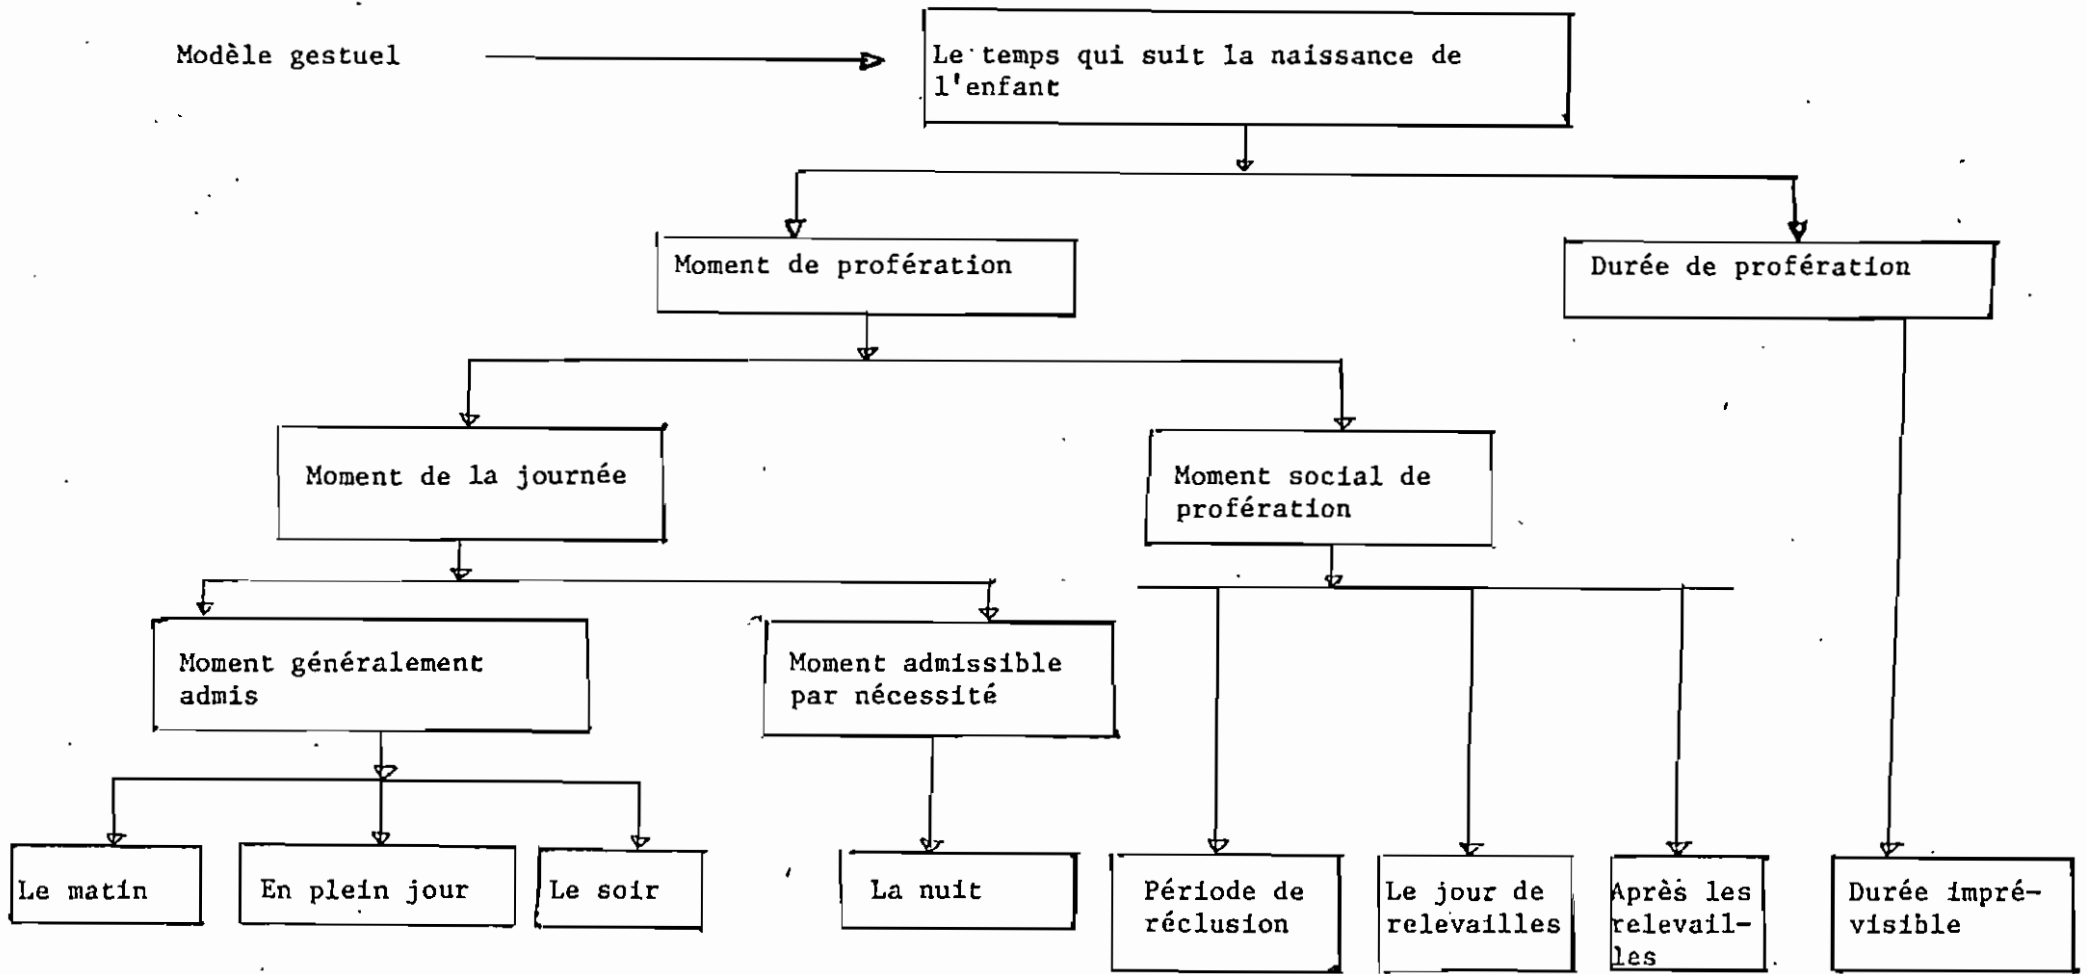 Modèle gestuel
Le temps qui suit la naissance de
l'enfant
Moment de profération
Durée de profération
Moment de la journée
Moment social de
profération
Moment généralement
admis
Moment admissible
par nécessité
Le matin
En plein jour
Le soir
La nuit
Période de
réclusion
Le jour de
relevailles
Après les
relevail-
les
Durée impré-
visible